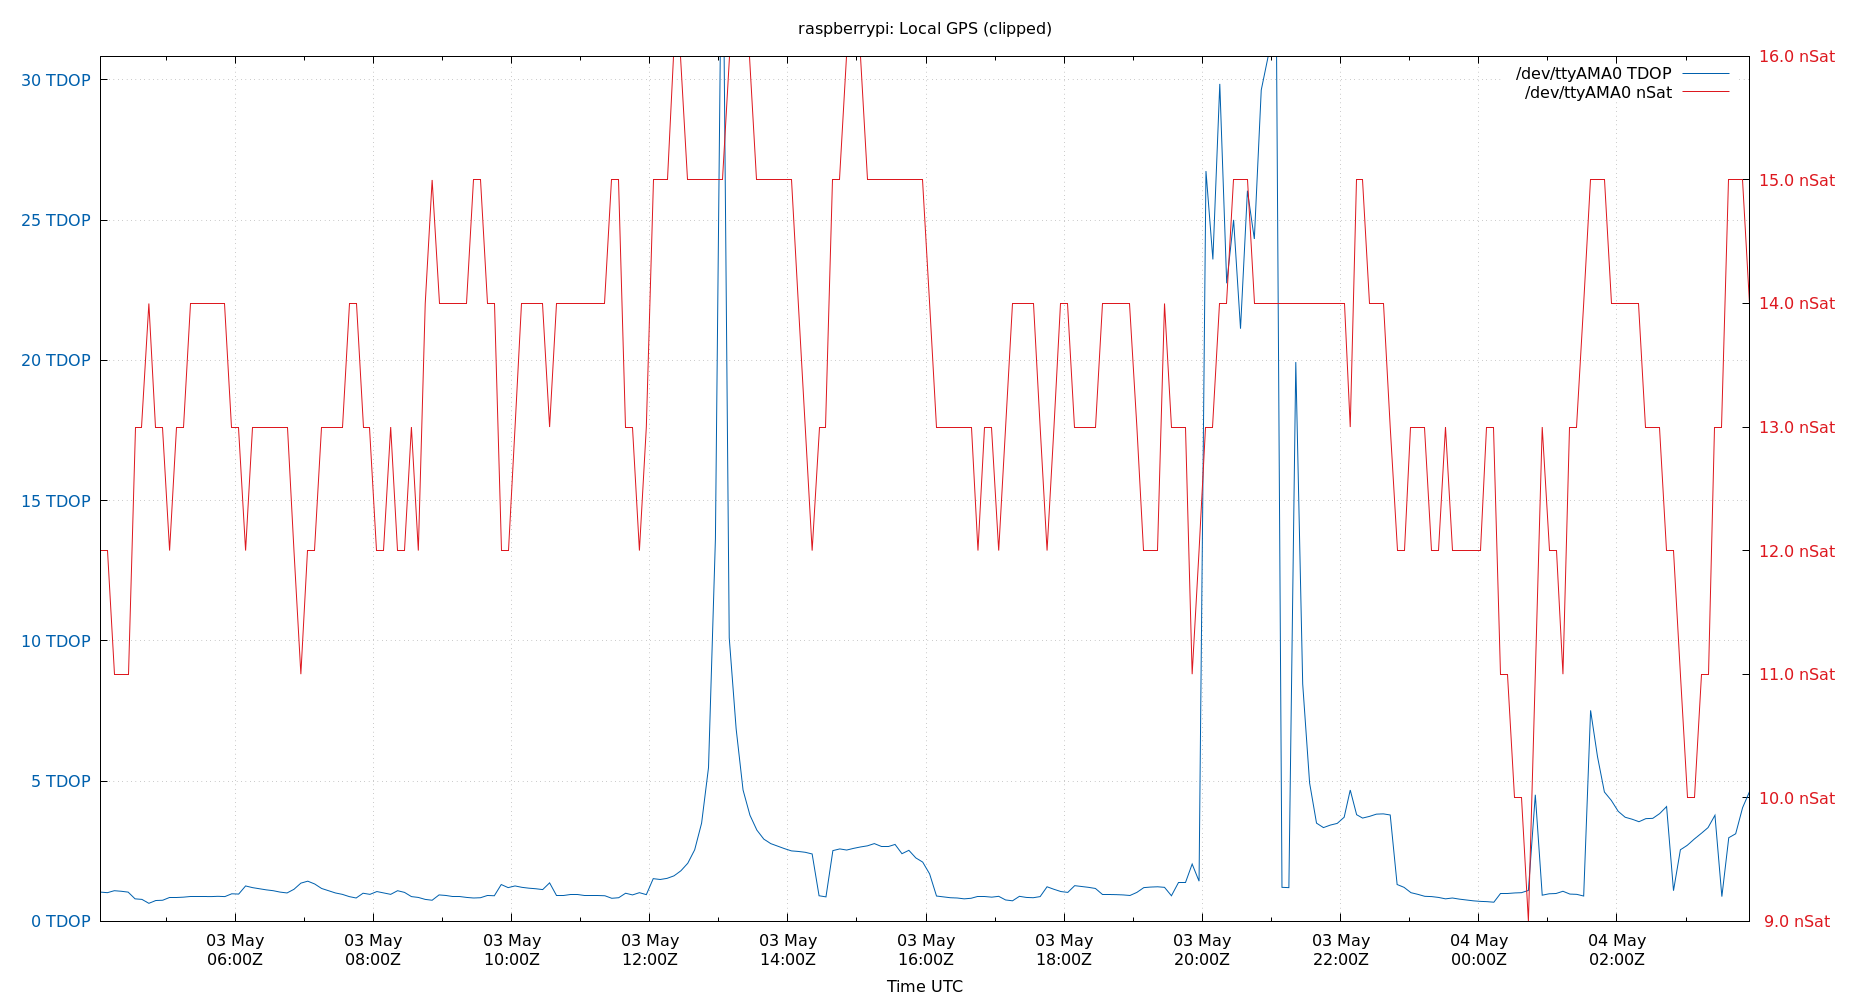 raspberrypi: Local GPS (clipped)
/dev/ttyAMA0 TDOP
/dev/ttyAMA0 nSat
30 TDOP
25 TDOP
20 TDOP
15 TDOP
10 TDOP
5 TDOP
0 TDOP
16.0 nSat
15.0 nSat
14.0 nSat
13.0 nSat
12.0 nSat
11.0 nSat
10.0 nSat
9.0 nSat
03 May
06:00Z
03 May
08:00Z
03 May
10:00Z
03 May
12:00Z
03 May
14:00Z
03 May
16:00Z
03 May
18:00Z
03 May
20:00Z
03 May
22:00Z
04 May
00:00Z
04 May
02:00Z
Time UTC